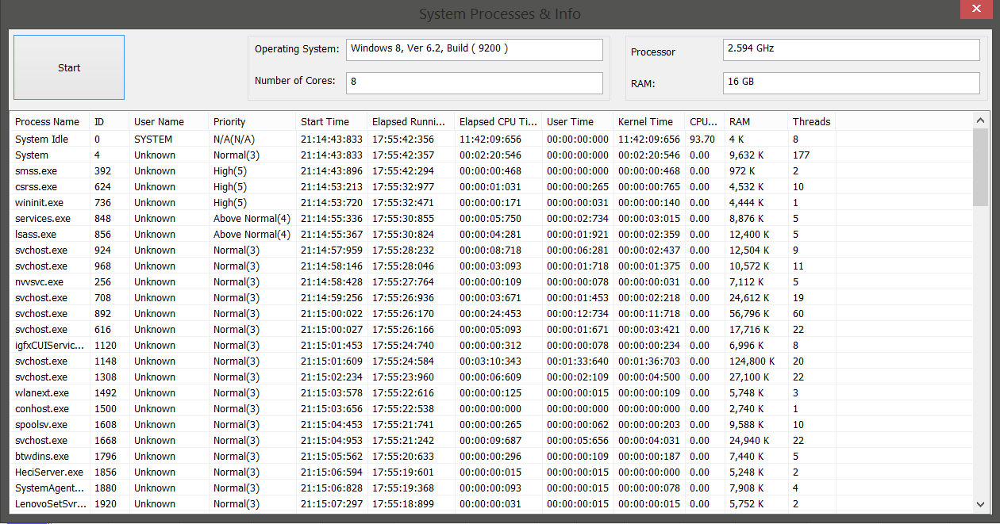 System Processes & Info
Start
Operating System: Windows 8, Ver 6.2, Build ( 9200 )
Number of Cores: 8
Processor 2.594 GHz
RAM: 16 GB
Process Name ID User Name Priority Start Time Elapsed Runni... Elapsed CPU Ti... User Time Kernel Time CPU... RAM Threads
System Idle 0 SYSTEM N/A(N/A) 21:14:43:833 17:55:42:356 11:42:09:656 00:00:00:000 11:42:09:656 93.70 4 K 8
System 4 Unknown Normal(3) 21:14:43:833 17:55:42:357 00:02:20:546 00:00:00:000 00:02:20:546 0.00 9,632 K 177
smss.exe 392 Unknown High(5) 21:14:43:896 17:55:42:294 00:00:00:468 00:00:00:000 00:00:00:468 0.00 972 K 2
csrss.exe 624 Unknown High(5) 21:14:53:213 17:55:32:977 00:00:01:031 00:00:00:265 00:00:00:765 0.00 4,532 K 10
wininit.exe 736 Unknown High(5) 21:14:53:720 17:55:32:471 00:00:00:171 00:00:00:031 00:00:00:140 0.00 4,444 K 1
services.exe 848 Unknown Above Normal(4) 21:14:55:336 17:55:30:855 00:00:05:750 00:00:02:734 00:00:03:015 0.00 8,876 K 5
lsass.exe 856 Unknown Above Normal(4) 21:14:55:367 17:55:30:824 00:00:04:281 00:00:01:921 00:00:02:359 0.00 12,400 K 5
svchost.exe 924 Unknown Normal(3) 21:14:57:959 17:55:28:232 00:00:08:718 00:00:06:281 00:00:02:437 0.00 12,504 K 9
svchost.exe 968 Unknown Normal(3) 21:14:58:146 17:55:28:046 00:00:03:093 00:00:01:718 00:00:01:375 0.00 10,572 K 11
nvvsvc.exe 256 Unknown Normal(3) 21:14:58:428 17:55:27:764 00:00:00:109 00:00:00:078 00:00:00:031 0.00 7,112 K 5
svchost.exe 708 Unknown Normal(3) 21:14:59:256 17:55:26:936 00:00:03:671 00:00:01:453 00:00:02:218 0.00 24,612 K 19
svchost.exe 892 Unknown Normal(3) 21:15:00:022 17:55:26:170 00:00:24:453 00:00:12:734 00:00:11:718 0.00 56,796 K 60
svchost.exe 616 Unknown Normal(3) 21:15:00:027 17:55:26:166 00:00:05:093 00:00:01:671 00:00:03:421 0.00 17,716 K 22
igfxCUIServic... 1120 Unknown Normal(3) 21:15:01:453 17:55:24:740 00:00:00:312 00:00:00:078 00:00:00:234 0.00 6,996 K 8
svchost.exe 1148 Unknown Normal(3) 21:15:01:609 17:55:24:584 00:03:10:343 00:01:33:640 00:01:36:703 0.00 124,800 K 20
svchost.exe 1308 Unknown Normal(3) 21:15:02:234 17:55:23:960 00:00:06:609 00:00:02:109 00:00:04:500 0.00 27,100 K 22
wlanext.exe 1492 Unknown Normal(3) 21:15:03:578 17:55:22:616 00:00:00:125 00:00:00:015 00:00:00:109 0.00 5,748 K 3
conhost.exe 1500 Unknown Normal(3) 21:15:03:656 17:55:22:538 00:00:00:000 00:00:00:000 00:00:00:000 0.00 2,740 K 1
spoolsv.exe 1608 Unknown Normal(3) 21:15:04:453 17:55:21:741 00:00:00:265 00:00:00:062 00:00:00:203 0.00 9,588 K 10
svchost.exe 1668 Unknown Normal(3) 21:15:04:953 17:55:21:242 00:00:09:687 00:00:05:656 00:00:04:031 0.00 24,940 K 22
btwdins.exe 1796 Unknown Normal(3) 21:15:05:562 17:55:20:633 00:00:00:296 00:00:00:109 00:00:00:187 0.00 7,440 K 5
HeciServer.exe 1856 Unknown Normal(3) 21:15:06:594 17:55:19:601 00:00:00:015 00:00:00:015 00:00:00:000 0.00 5,248 K 2
SystemAgent... 1880 Unknown Normal(3) 21:15:06:828 17:55:19:368 00:00:00:093 00:00:00:015 00:00:00:078 0.00 7,908 K 4
LenovoSetSvr... 1920 Unknown Normal(3) 21:15:07:297 17:55:18:899 00:00:00:031 00:00:00:015 00:00:00:015 0.00 5,752 K 2